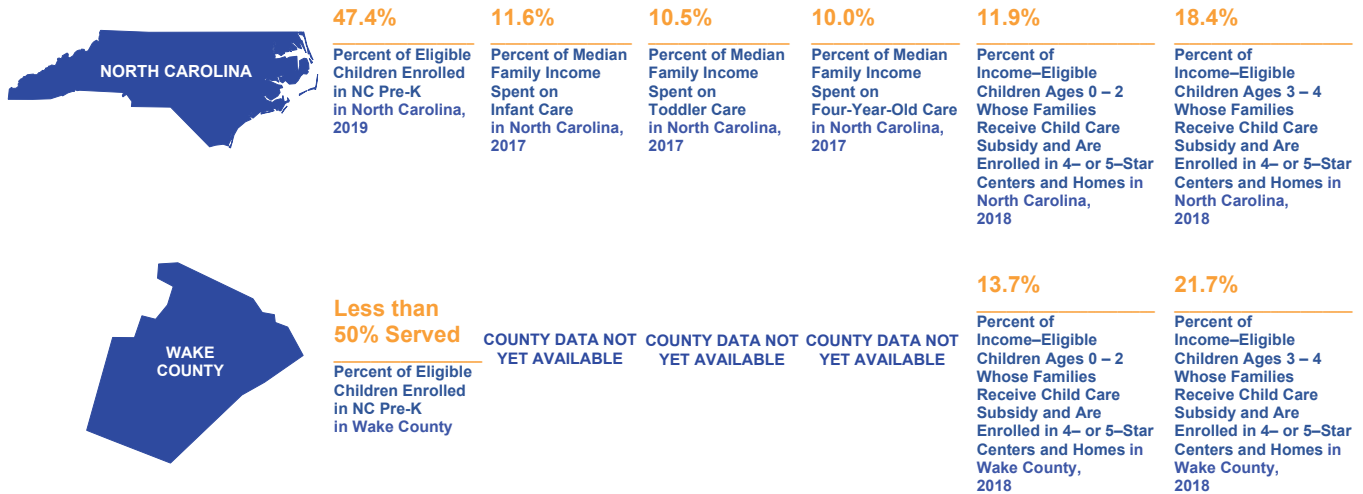 NORTH CAROLINA
47.4%
Percent of Eligible
Children Enrolled
in NC Pre-K
in North Carolina,
2019
11.6%
Percent of Median
Family Income
Spent on
Infant Care
in North Carolina,
2017
10.5%
Percent of Median
Family Income
Spent on
Toddler Care
in North Carolina,
2017
10.0%
Percent of Median
Family Income
Spent on
Four-Year-Old Care
in North Carolina,
2017
11.9%
Percent of
Income–Eligible
Children Ages 0 – 2
Whose Families
Receive Child Care
Subsidy and Are
Enrolled in 4– or 5–Star
Centers and Homes in
North Carolina,
2018
18.4%
Percent of
Income–Eligible
Children Ages 3 – 4
Whose Families
Receive Child Care
Subsidy and Are
Enrolled in 4– or 5–Star
Centers and Homes in
North Carolina,
2018
WAKE
COUNTY
Less than
50% Served
Percent of Eligible
Children Enrolled
in NC Pre-K
in Wake County
COUNTY DATA NOT
YET AVAILABLE
COUNTY DATA NOT
YET AVAILABLE
COUNTY DATA NOT
YET AVAILABLE
13.7%
Percent of
Income–Eligible
Children Ages 0 – 2
Whose Families
Receive Child Care
Subsidy and Are
Enrolled in 4– or 5–Star
Centers and Homes in
Wake County,
2018
21.7%
Percent of
Income–Eligible
Children Ages 3 – 4
Whose Families
Receive Child Care
Subsidy and Are
Enrolled in 4– or 5–Star
Centers and Homes in
Wake County,
2018